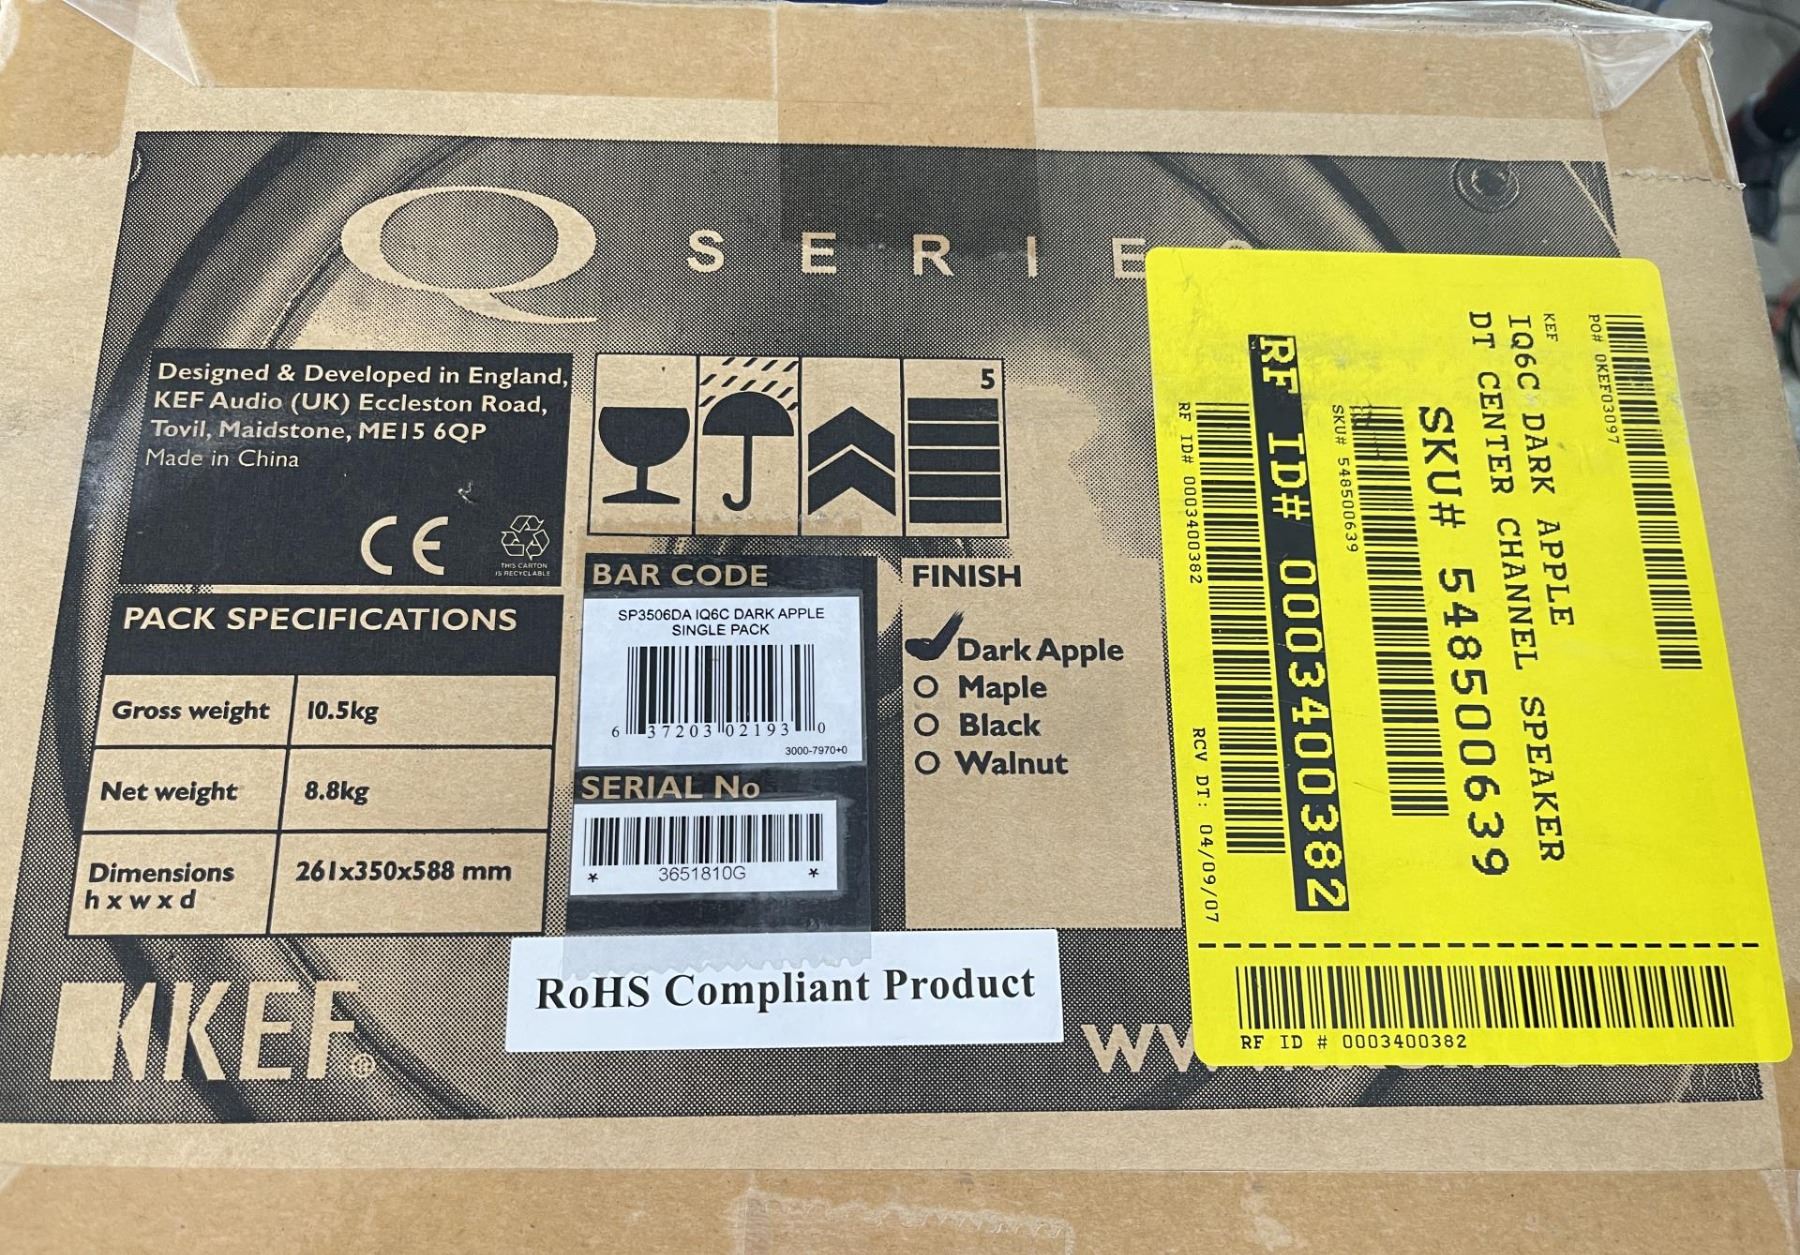 Q SERIE
Designed & Developed in England,
KEF Audio (UK) Eccleston Road,
Tovil, Maidstone, ME15 6QP
Made in China
CE
THIS CARTON
IS RECYCLABLE
5
PACK SPECIFICATIONS
Gross weight 10.5kg
Net weight 8.8kg
Dimensions 261x350x588 mm
h x w x d
BAR CODE
SP3506DA IQ6C DARK APPLE
SINGLE PACK
6 37203 02193 0
3000-7970+0
SERIAL No
* 3651810G *
FINISH
Dark Apple
Maple
Black
Walnut
KEF®
RoHS Compliant Product
PO# 0KEF03097
KEF
IQ6C DARK APPLE
DT CENTER CHANNEL SPEAKER
SKU# 548500639
SKU# 548500639
RF ID# 0003400382
RF ID# 0003400382
RCV DT: 04/09/07
RF ID # 0003400382